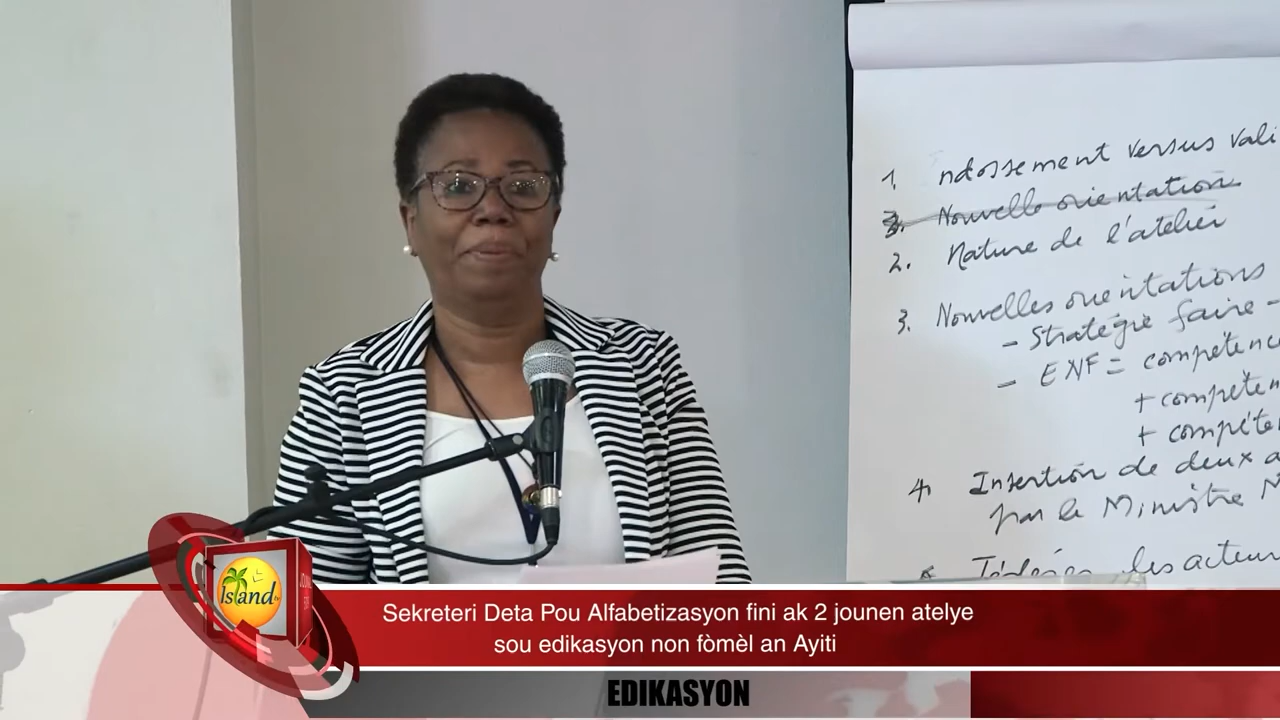 1. ndossement versus vali
3. Nouvelle orientation
2. Nature de l'atelier
3. Nouvelles orientations
- Stratégie faire -
- ENF = compétenc
+ compéten
+ compéten
4. Insertion de deux a
par le Ministre M
les acteur
Island
Sekreteri Deta Pou Alfabetizasyon fini ak 2 jounen atelye
sou edikasyon non fòmèl an Ayiti
EDIKASYON